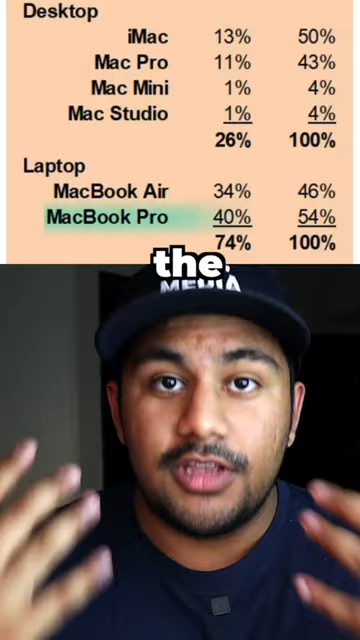 Desktop
iMac 13% 50%
Mac Pro 11% 43%
Mac Mini 1% 4%
Mac Studio 1% 4%
26% 100%
Laptop
MacBook Air 34% 46%
MacBook Pro 40% 54%
74% 100%
the
MEDIA